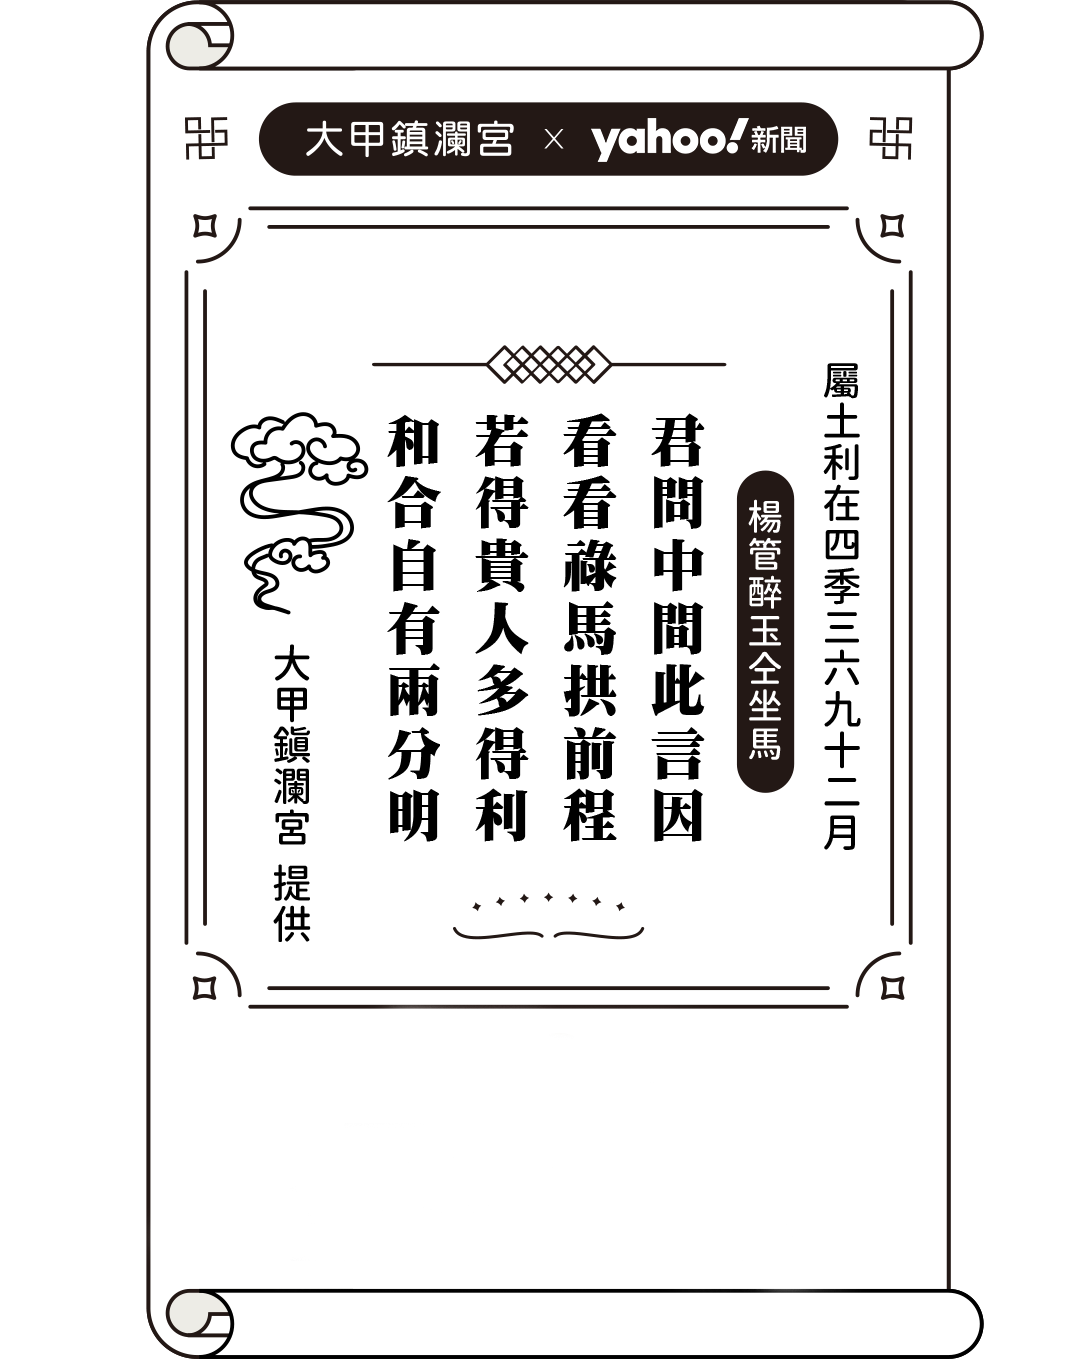 大甲鎮瀾宮 × yahoo!新聞
屬土利在四季三六九十二月
楊管醉玉仝坐馬
君問中間此言因
看看祿馬拱前程
若得貴人多得利
和合自有兩分明
大甲鎮瀾宮 提供